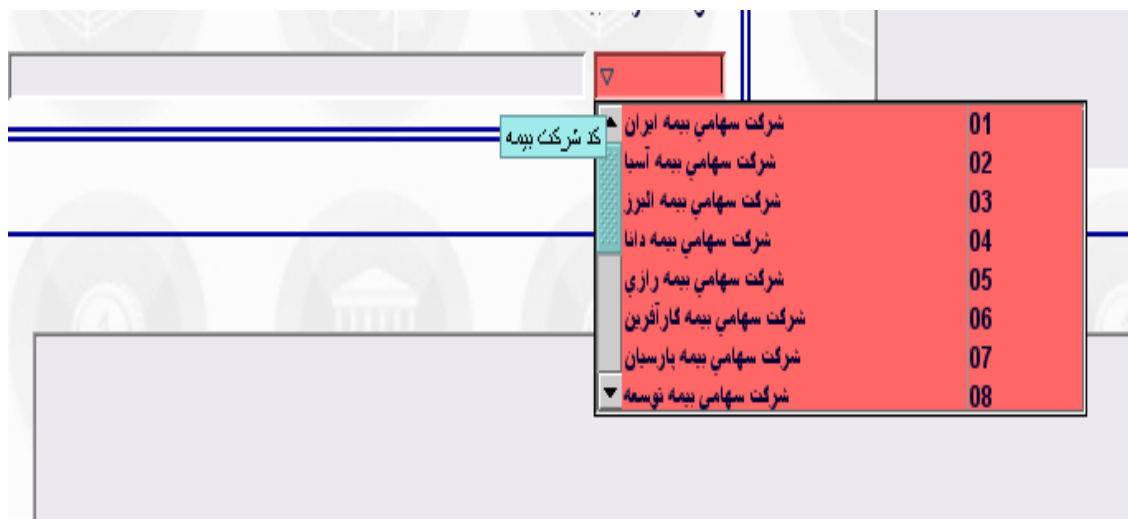 کد شرکت بیمه
01 شرکت سهامي بيمه ايران
02 شرکت سهامي بيمه آسيا
03 شرکت سهامي بيمه البرز
04 شرکت سهامي بيمه دانا
05 شرکت سهامي بيمه رازي
06 شرکت سهامي بيمه کارآفرين
07 شرکت سهامي بيمه پارسيان
08 شرکت سهامي بيمه توسعه